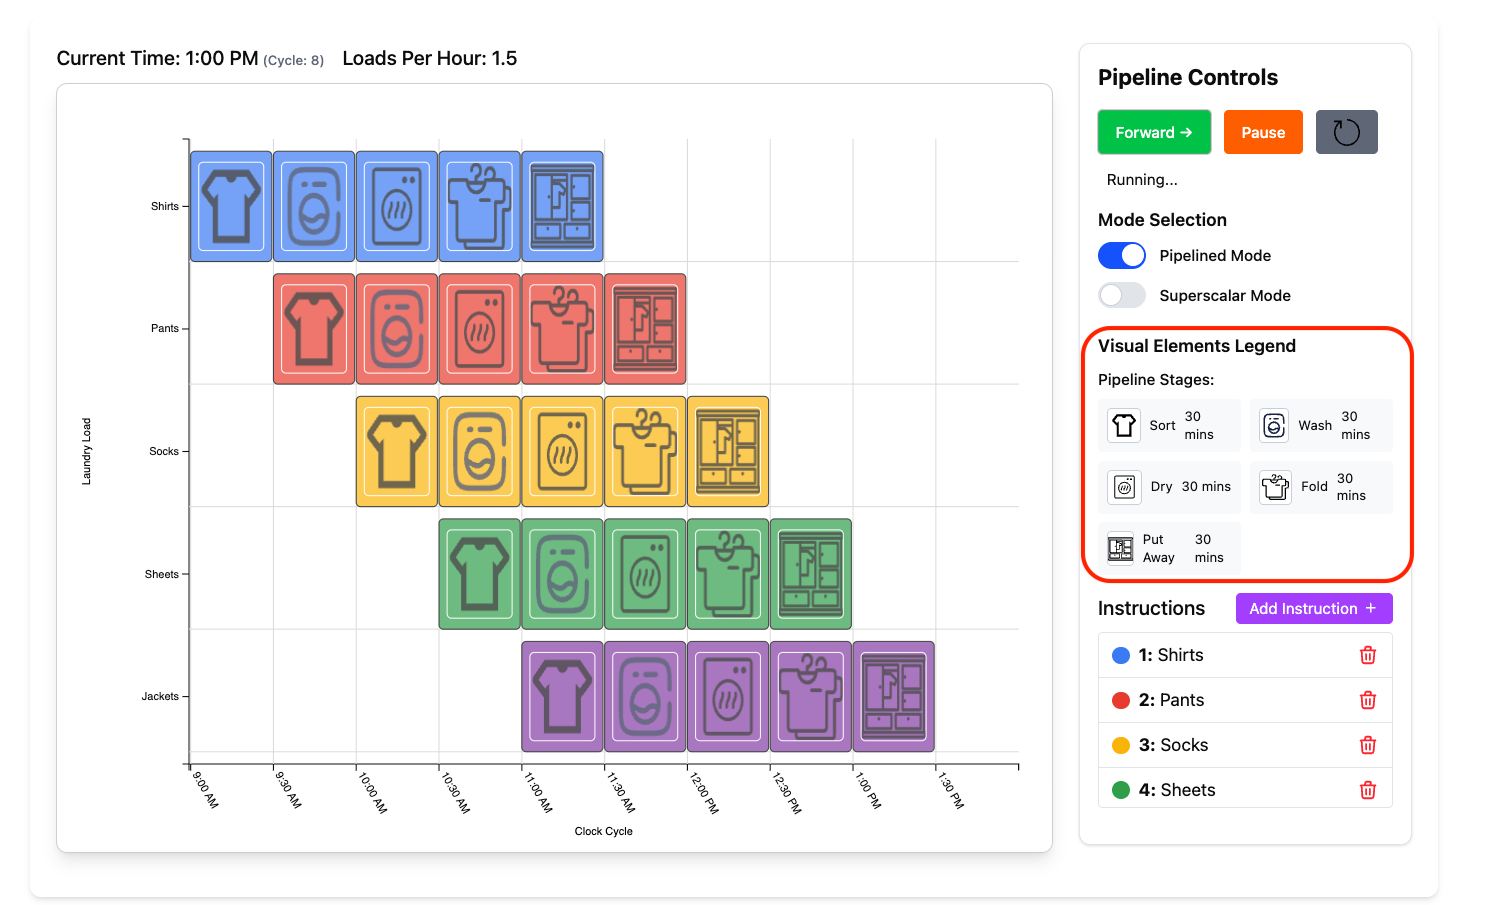 Current Time: 1:00 PM (Cycle: 8) Loads Per Hour: 1.5
Shirts
Pants
Socks
Sheets
Jackets
Laundry Load
9:00 AM
9:30 AM
10:00 AM
10:30 AM
11:00 AM
11:30 AM
12:00 PM
12:30 PM
1:00 PM
1:30 PM
Clock Cycle
Pipeline Controls
Forward →
Pause
Running...
Mode Selection
Pipelined Mode
Superscalar Mode
Visual Elements Legend
Pipeline Stages:
Sort 30
mins
Wash 30
mins
Dry 30 mins
Fold 30
mins
Put 30
Away mins
Instructions
Add Instruction +
1: Shirts
2: Pants
3: Socks
4: Sheets